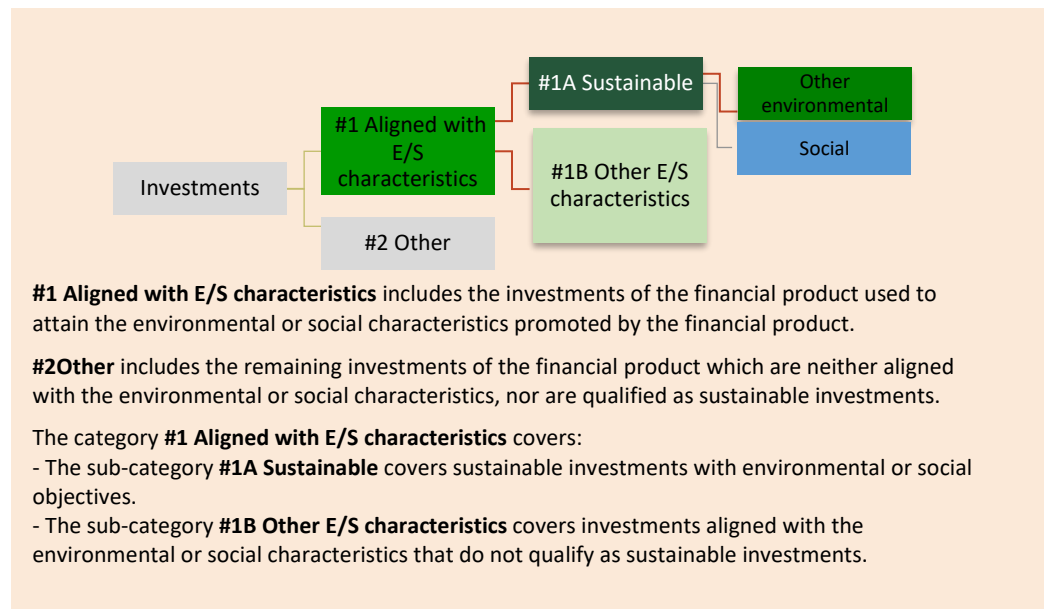 #1A Sustainable
Other
environmental
#1 Aligned with
E/S
characteristics
Social
#1B Other E/S
characteristics
Investments
#2 Other
#1 Aligned with E/S characteristics includes the investments of the financial product used to
attain the environmental or social characteristics promoted by the financial product.
#2Other includes the remaining investments of the financial product which are neither aligned
with the environmental or social characteristics, nor are qualified as sustainable investments.
The category #1 Aligned with E/S characteristics covers:
- The sub-category #1A Sustainable covers sustainable investments with environmental or social
objectives.
- The sub-category #1B Other E/S characteristics covers investments aligned with the
environmental or social characteristics that do not qualify as sustainable investments.